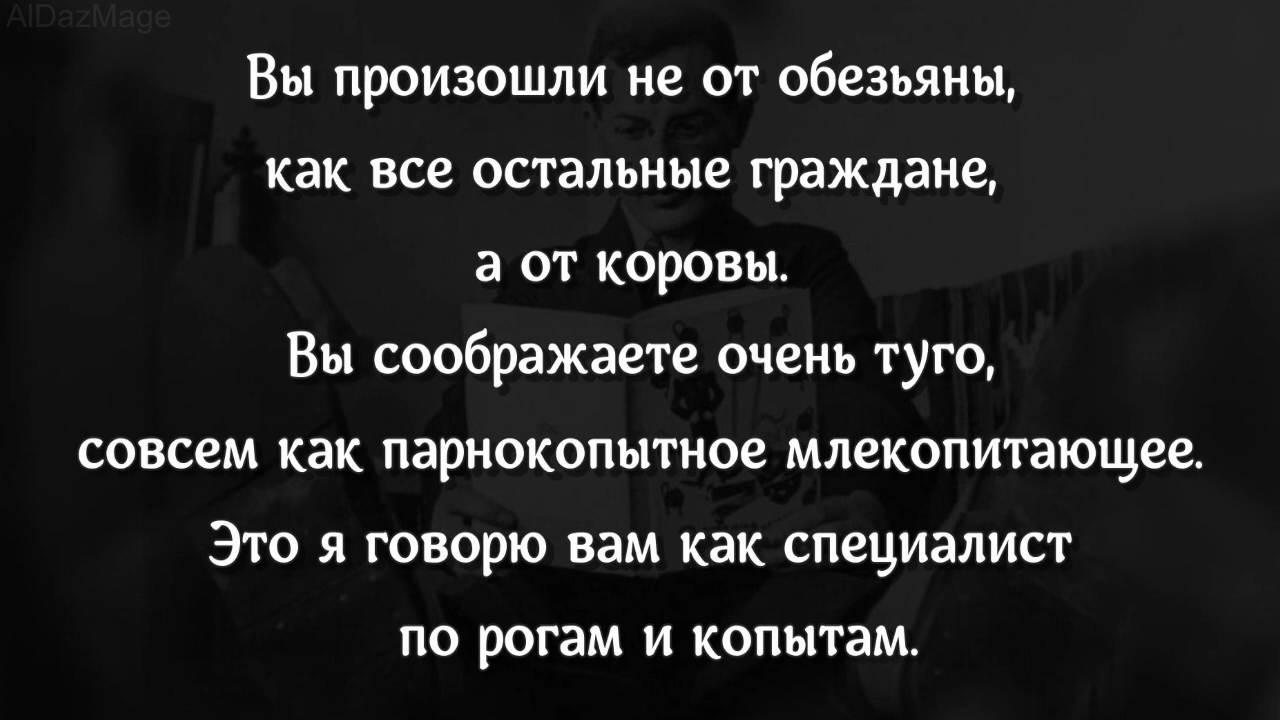 AlDazMage
Вы произошли не от обезьяны,
как все остальные граждане,
а от коровы.
Вы соображаете очень туго,
совсем как парнокопытное млекопитающее.
Это я говорю вам как специалист
по рогам и копытам.